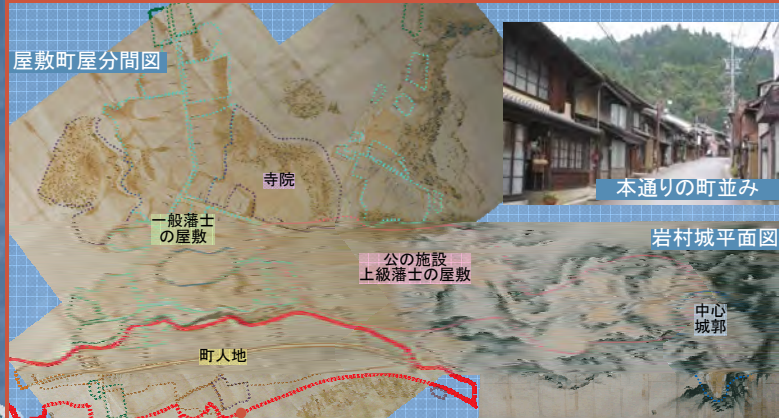 屋敷町屋分間図
本通りの町並み
寺院
一般藩士
の屋敷
岩村城平面図
公の施設
上級藩士の屋敷
中心
城郭
町人地